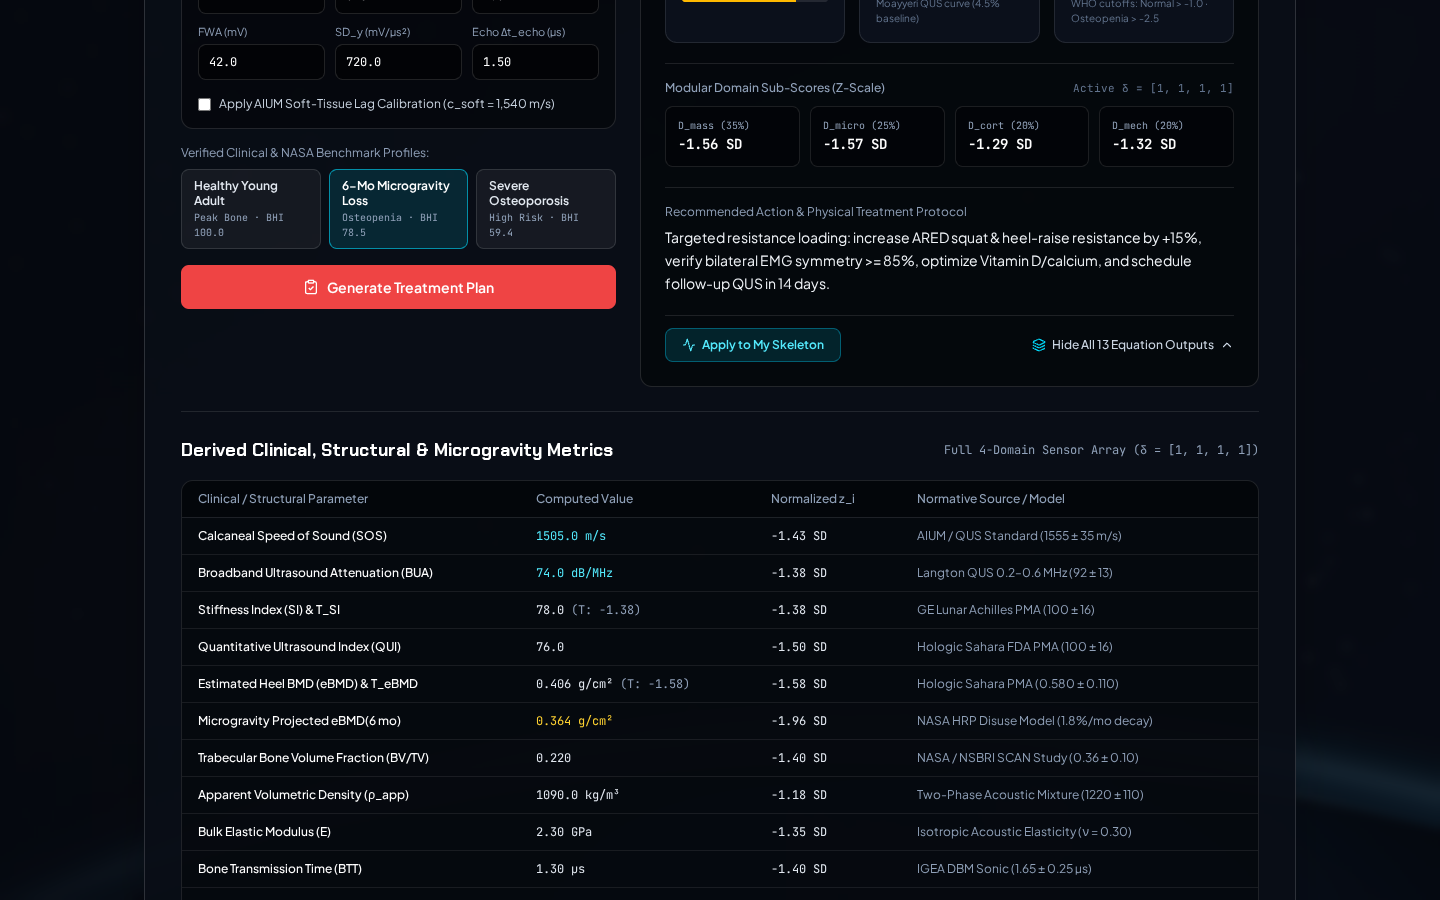 FWA (mV)
SD_y (mV/µs²)
Echo Δt_echo (µs)
42.0
720.0
1.50
Apply AIUM Soft-Tissue Lag Calibration (c_soft = 1,540 m/s)
Verified Clinical & NASA Benchmark Profiles:
Healthy Young
Adult
Peak Bone · BHI
100.0
6-Mo Microgravity
Loss
Osteopenia · BHI
78.5
Severe
Osteoporosis
High Risk · BHI
59.4
Generate Treatment Plan
Moayyeri QUS curve (4.5%
baseline)
WHO cutoffs: Normal > -1.0 ·
Osteopenia > -2.5
Modular Domain Sub-Scores (Z-Scale)
Active δ = [1, 1, 1, 1]
D_mass (35%)
-1.56 SD
D_micro (25%)
-1.57 SD
D_cort (20%)
-1.29 SD
D_mech (20%)
-1.32 SD
Recommended Action & Physical Treatment Protocol
Targeted resistance loading: increase ARED squat & heel-raise resistance by +15%,
verify bilateral EMG symmetry >= 85%, optimize Vitamin D/calcium, and schedule
follow-up QUS in 14 days.
Apply to My Skeleton
Hide All 13 Equation Outputs
Derived Clinical, Structural & Microgravity Metrics
Full 4-Domain Sensor Array (δ = [1, 1, 1, 1])
Clinical / Structural Parameter Computed Value Normalized z_i Normative Source / Model
Calcaneal Speed of Sound (SOS) 1505.0 m/s -1.43 SD AIUM / QUS Standard (1555 ± 35 m/s)
Broadband Ultrasound Attenuation (BUA) 74.0 dB/MHz -1.38 SD Langton QUS 0.2–0.6 MHz (92 ± 13)
Stiffness Index (SI) & T_SI 78.0 (T: -1.38) -1.38 SD GE Lunar Achilles PMA (100 ± 16)
Quantitative Ultrasound Index (QUI) 76.0 -1.50 SD Hologic Sahara FDA PMA (100 ± 16)
Estimated Heel BMD (eBMD) & T_eBMD 0.406 g/cm² (T: -1.58) -1.58 SD Hologic Sahara PMA (0.580 ± 0.110)
Microgravity Projected eBMD(6 mo) 0.364 g/cm² -1.96 SD NASA HRP Disuse Model (1.8%/mo decay)
Trabecular Bone Volume Fraction (BV/TV) 0.220 -1.40 SD NASA / NSBRI SCAN Study (0.36 ± 0.10)
Apparent Volumetric Density (ρ_app) 1090.0 kg/m³ -1.18 SD Two-Phase Acoustic Mixture (1220 ± 110)
Bulk Elastic Modulus (E) 2.30 GPa -1.35 SD Isotropic Acoustic Elasticity (ν = 0.30)
Bone Transmission Time (BTT) 1.30 µs -1.40 SD IGEA DBM Sonic (1.65 ± 0.25 µs)